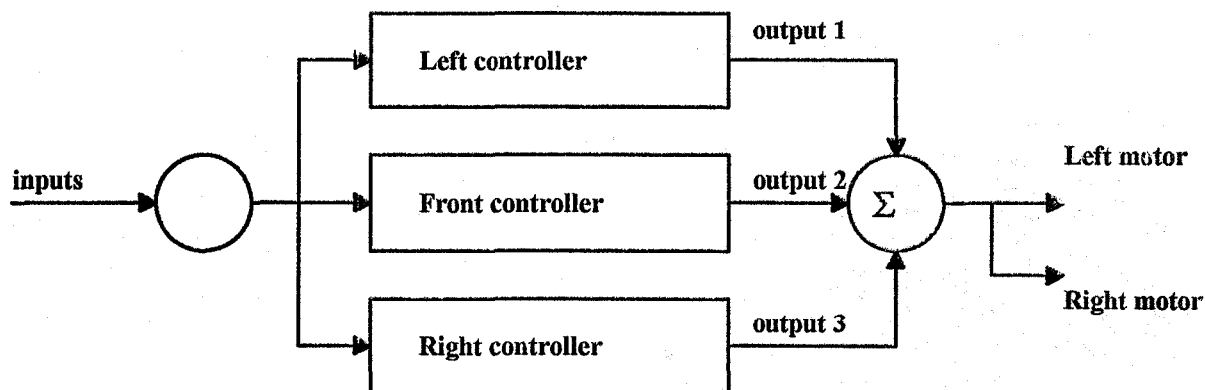 output 1
Left controller
Left motor
inputs
output 2
Front controller
Σ
Right motor
output 3
Right controller